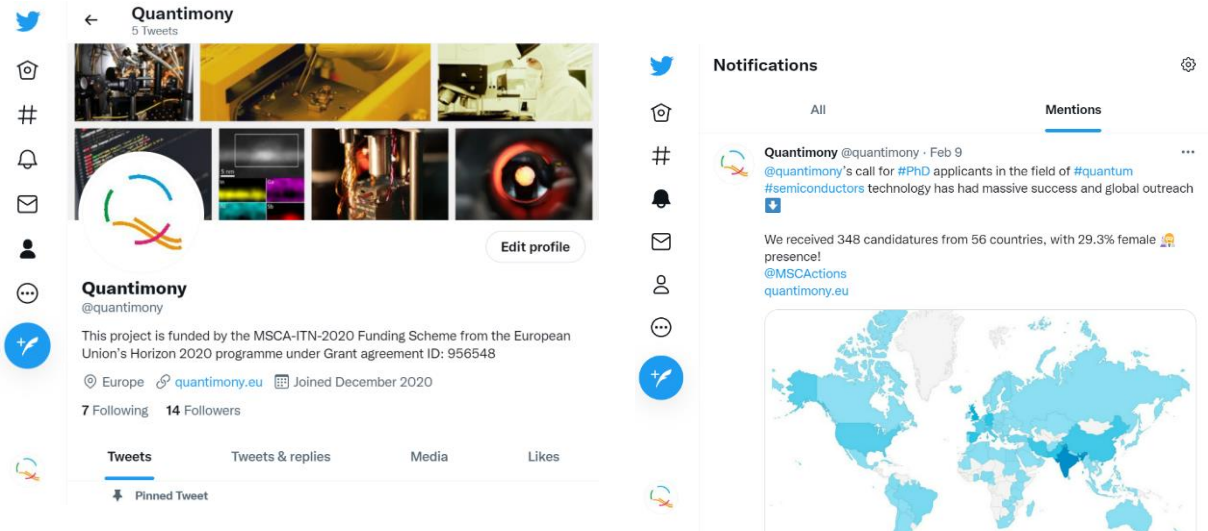 Quantimony
5 Tweets
5 nm
Edit profile
Quantimony
@quantimony
This project is funded by the MSCA-ITN-2020 Funding Scheme from the European
Union's Horizon 2020 programme under Grant agreement ID: 956548
Europe quantimony.eu Joined December 2020
7 Following 14 Followers
Tweets Tweets & replies Media Likes
Pinned Tweet
Notifications
All Mentions
Quantimony @quantimony · Feb 9
@quantimony's call for #PhD applicants in the field of #quantum
#semiconductors technology has had massive success and global outreach
We received 348 candidatures from 56 countries, with 29.3% female
presence!
@MSCActions
quantimony.eu